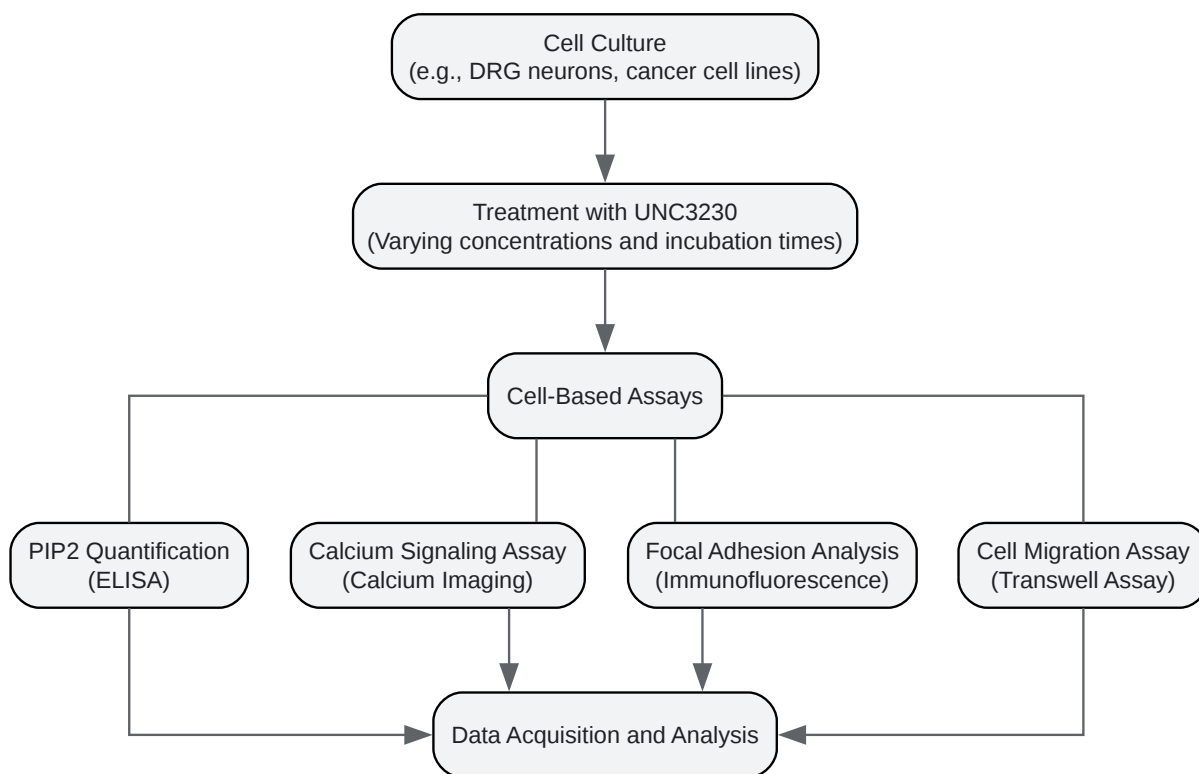 Cell Culture
(e.g., DRG neurons, cancer cell lines)
Treatment with UNC3230
(Varying concentrations and incubation times)
Cell-Based Assays
PIP2 Quantification
(ELISA)
Calcium Signaling Assay
(Calcium Imaging)
Focal Adhesion Analysis
(Immunofluorescence)
Cell Migration Assay
(Transwell Assay)
Data Acquisition and Analysis